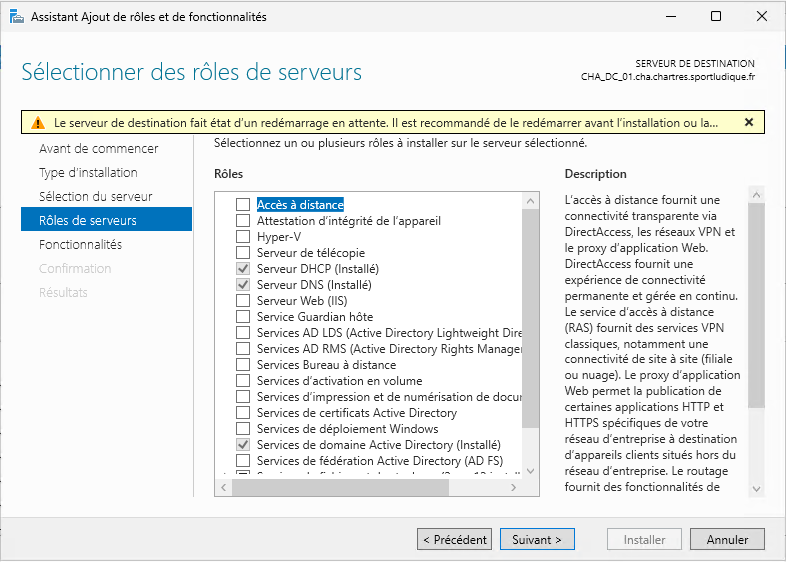 Assistant Ajout de rôles et de fonctionnalités
Sélectionner des rôles de serveurs
SERVEUR DE DESTINATION
CHA_DC_01.cha.chartres.sportludique.fr
Le serveur de destination fait état d'un redémarrage en attente. Il est recommandé de le redémarrer avant l'installation ou la...
Avant de commencer
Type d'installation
Sélection du serveur
Rôles de serveurs
Fonctionnalités
Confirmation
Résultats
Sélectionnez un ou plusieurs rôles à installer sur le serveur sélectionné.
Rôles
Accès à distance
Attestation d'intégrité de l'appareil
Hyper-V
Serveur de télécopie
Serveur DHCP (Installé)
Serveur DNS (Installé)
Serveur Web (IIS)
Service Guardian hôte
Services AD LDS (Active Directory Lightweight Dire
Services AD RMS (Active Directory Rights Manager
Services Bureau à distance
Services d'activation en volume
Services d'impression et de numérisation de docu
Services de certificats Active Directory
Services de déploiement Windows
Services de domaine Active Directory (Installé)
Services de fédération Active Directory (AD FS)
Description
L'accès à distance fournit une
connectivité transparente via
DirectAccess, les réseaux VPN et
le proxy d'application Web.
DirectAccess fournit une
expérience de connectivité
permanente et gérée en continu.
Le service d'accès à distance
(RAS) fournit des services VPN
classiques, notamment une
connectivité de site à site (filiale
ou nuage). Le proxy d'application
Web permet la publication de
certaines applications HTTP et
HTTPS spécifiques de votre
réseau d'entreprise à destination
d'appareils clients situés hors du
réseau d'entreprise. Le routage
fournit des fonctionnalités de
< Précédent
Suivant >
Installer
Annuler